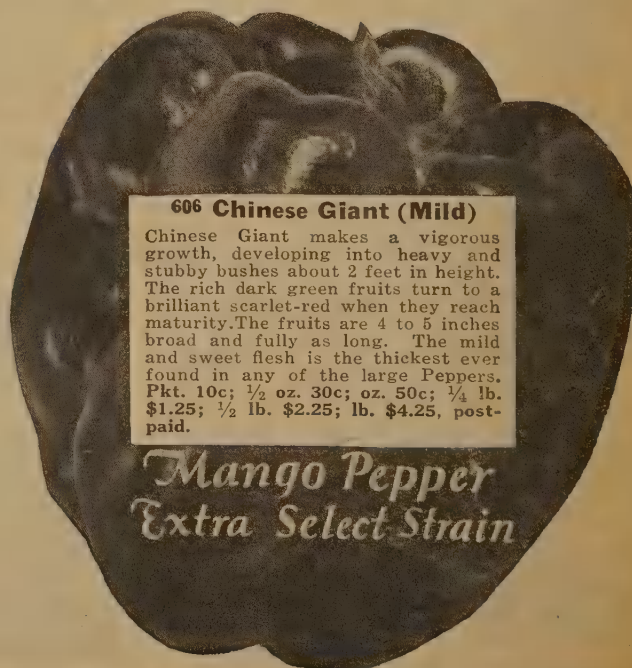 606 Chinese Giant (Mild)
Chinese Giant makes a vigorous
growth, developing into heavy and
stubby bushes about 2 feet in height.
The rich dark green fruits turn to a
brilliant scarlet-red when they reach
maturity.The fruits are 4 to 5 inches
broad and fully as long. The mild
and sweet flesh is the thickest ever
found in any of the large Peppers.
Pkt. 10c; ½ oz. 30c; oz. 50c; ¼ lb.
$1.25; ½ lb. $2.25; lb. $4.25, post-
paid.
Mango Pepper
Extra Select Strain